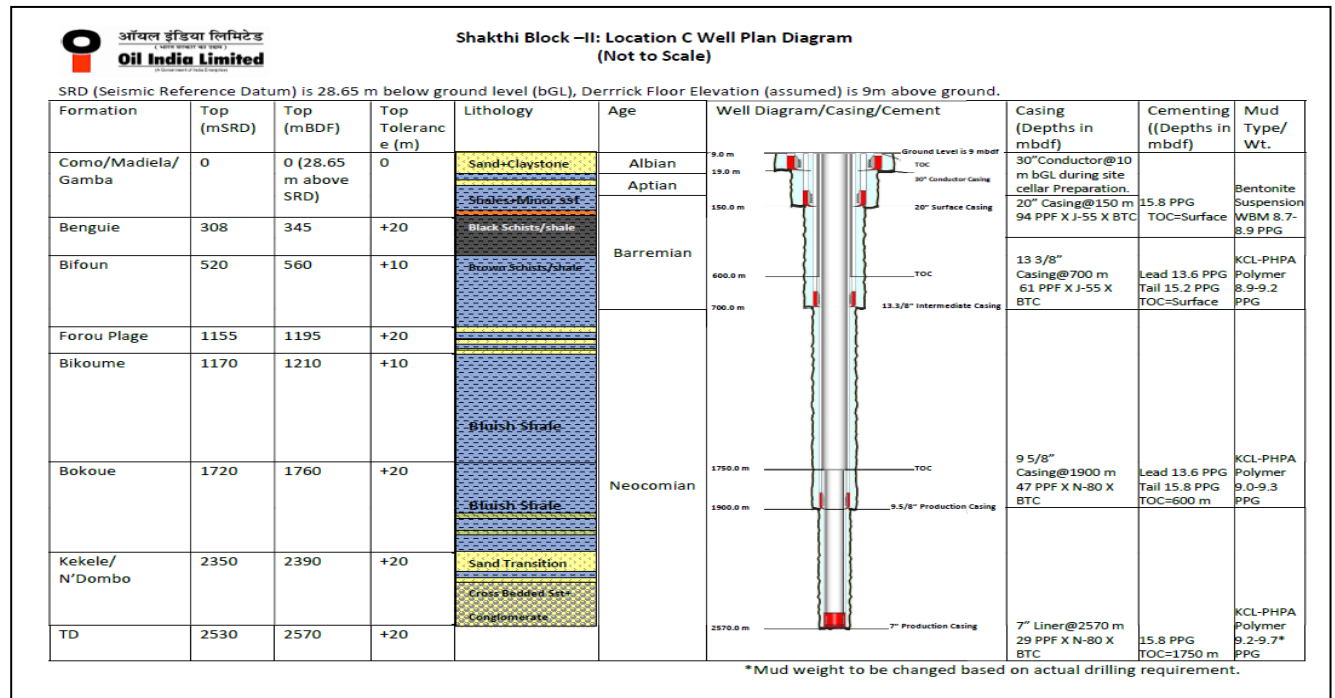 ऑयल इंडिया लिमिटेड
Oil India Limited
Shakthi Block –II: Location C Well Plan Diagram
(Not to Scale)
SRD (Seismic Reference Datum) is 28.65 m below ground level (bGL), Derrrick Floor Elevation (assumed) is 9m above ground.
Formation
Top
(mSRD)
Top
(mBDF)
Top
Toleranc
e (m)
Lithology
Age
Well Diagram/Casing/Cement
Casing
(Depths in
mbdf)
Cementing
((Depths in
mbdf)
Mud
Type/
Wt.
Como/Madiela/
Gamba
0
0 (28.65
m above
SRD)
0
Sand+Claystone
Shales+Minor sst
Albian
Aptian
Benguie
308
345
+20
Black Schists/shale
Barremian
Bifoun
520
560
+10
Brown Schists/shale
Forou Plage
1155
1195
+20
Bikoume
1170
1210
+10
Bluish Shale
Bokoue
1720
1760
+20
Bluish Shale
Neocomian
Kekele/
N’Dombo
2350
2390
+20
Sand Transition
Cross Bedded Sst+
Conglomerate
TD
2530
2570
+20
9.0 m
Ground Level is 9 mbdf
TOC
19.0 m
30" Conductor Casing
150.0 m
20" Surface Casing
600.0 m
TOC
700.0 m
13.3/8" Intermediate Casing
1750.0 m
TOC
1900.0 m
9.5/8" Production Casing
2570.0 m
7" Production Casing
30”Conductor@10
m bGL during site
cellar Preparation.
20” Casing@150 m
94 PPF X J-55 X BTC
15.8 PPG
TOC=Surface
Bentonite
Suspension
WBM 8.7-
8.9 PPG
13 3/8”
Casing@700 m
61 PPF X J-55 X
BTC
Lead 13.6 PPG
Tail 15.2 PPG
TOC=Surface
KCL-PHPA
Polymer
8.9-9.2
PPG
9 5/8”
Casing@1900 m
47 PPF X N-80 X
BTC
Lead 13.6 PPG
Tail 15.8 PPG
TOC=600 m
KCL-PHPA
Polymer
9.0-9.3
PPG
7” Liner@2570 m
29 PPF X N-80 X
BTC
15.8 PPG
TOC=1750 m
KCL-PHPA
Polymer
9.2-9.7*
PPG
*Mud weight to be changed based on actual drilling requirement.